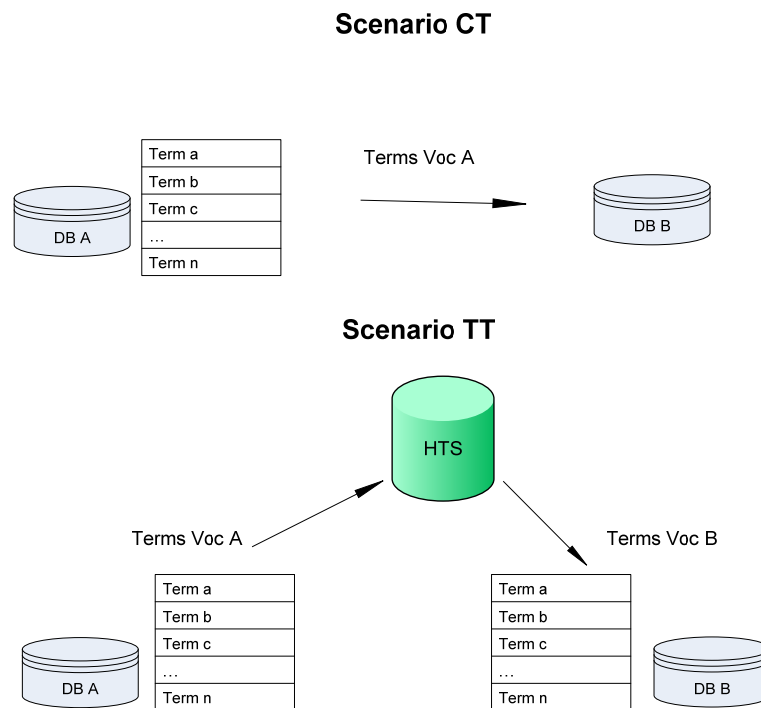 Scenario CT
Terms Voc A
Term a
Term b
Term c
...
Term n
DB A
DB B
Scenario TT
HTS
Terms Voc A
Terms Voc B
Term a
Term b
Term c
...
Term n
DB A
Term a
Term b
Term c
...
Term n
DB B